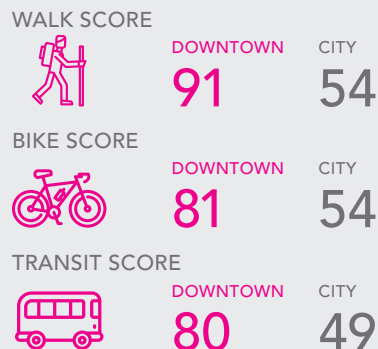 WALK SCORE
DOWNTOWN CITY
91 54
BIKE SCORE
DOWNTOWN CITY
81 54
TRANSIT SCORE
DOWNTOWN CITY
80 49